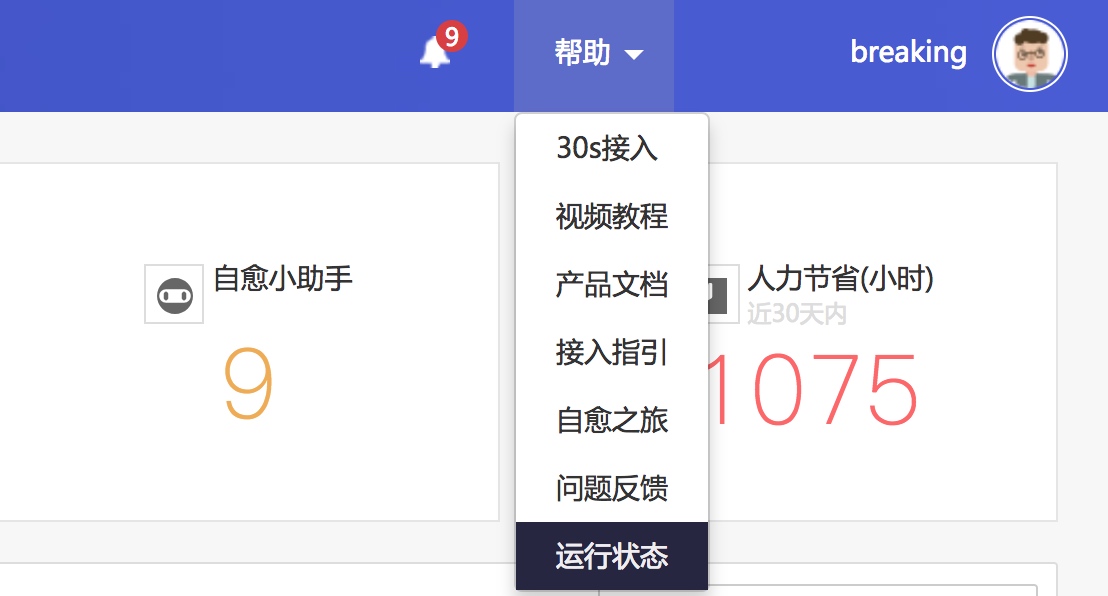 9
帮助
breaking
30s接入
视频教程
产品文档
接入指引
自愈之旅
问题反馈
运行状态
自愈小助手
9
人力节省(小时)
近30天内
1075